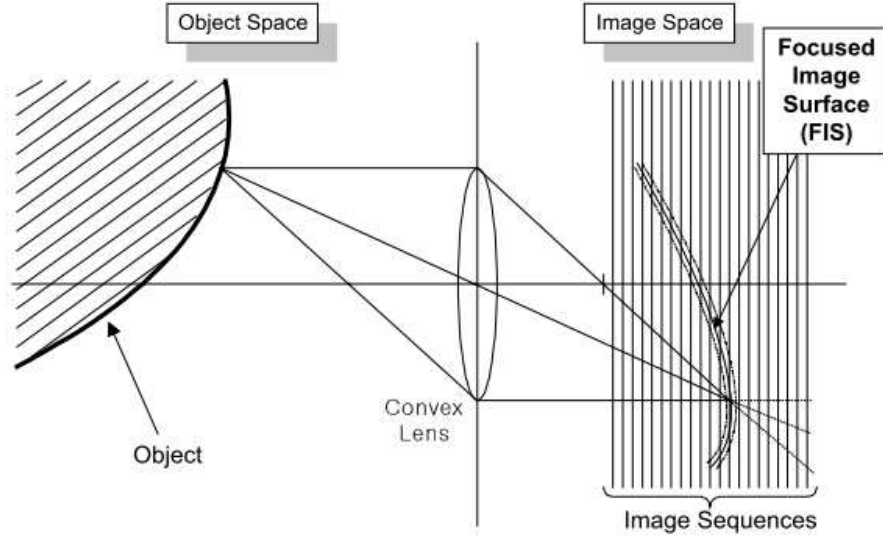 Object Space
Image Space
Focused
Image
Surface
(FIS)
Convex
Lens
Object
Image Sequences